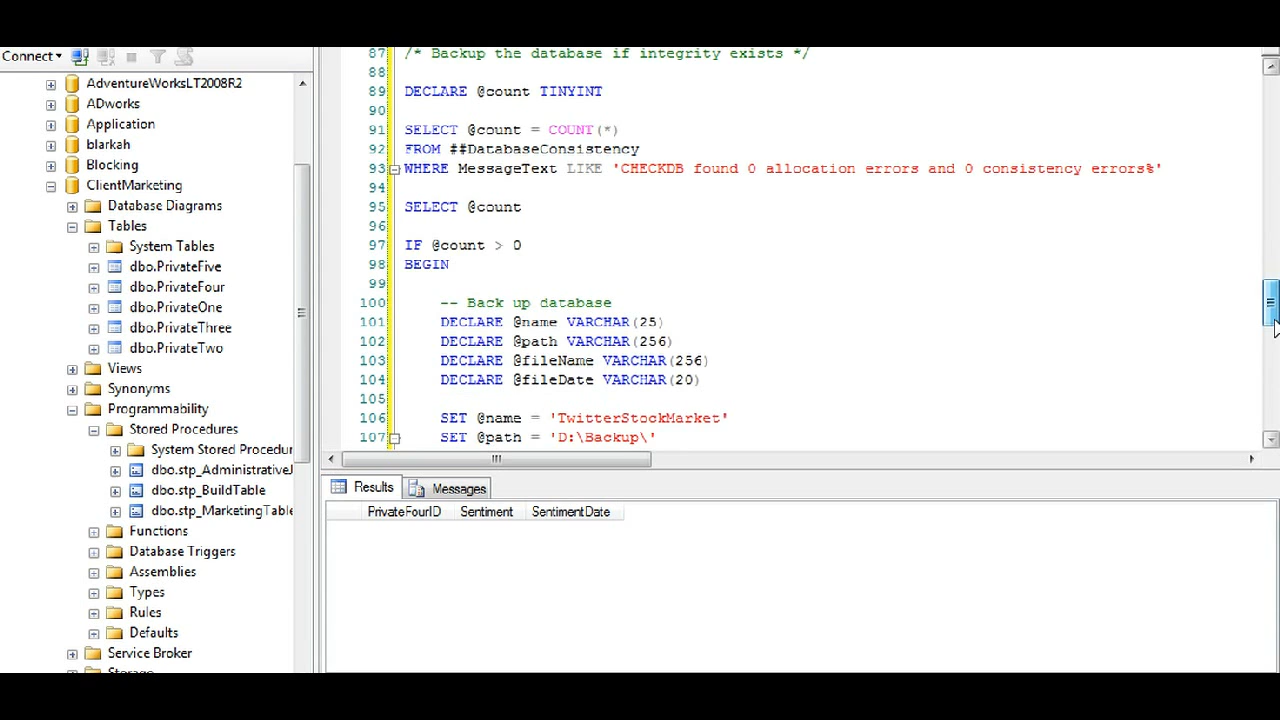 Connect
AdventureWorksLT2008R2
ADworks
Application
blarkah
Blocking
ClientMarketing
Database Diagrams
Tables
System Tables
dbo.PrivateFive
dbo.PrivateFour
dbo.PrivateOne
dbo.PrivateThree
dbo.PrivateTwo
Views
Synonyms
Programmability
Stored Procedures
System Stored Procedur
dbo.stp_AdministrativeJ
dbo.stp_BuildTable
dbo.stp_MarketingTable
Functions
Database Triggers
Assemblies
Types
Rules
Defaults
Service Broker
87 /* Backup the database if integrity exists */
88
89 DECLARE @count TINYINT
90
91 SELECT @count = COUNT(*)
92 FROM ##DatabaseConsistency
93 WHERE MessageText LIKE 'CHECKDB found 0 allocation errors and 0 consistency errors%'
94
95 SELECT @count
96
97 IF @count > 0
98 BEGIN
99
100 -- Back up database
101 DECLARE @name VARCHAR(25)
102 DECLARE @path VARCHAR(256)
103 DECLARE @fileName VARCHAR(256)
104 DECLARE @fileDate VARCHAR(20)
105
106 SET @name = 'TwitterStockMarket'
107 SET @path = 'D:\Backup\'
Results Messages
PrivateFourID Sentiment SentimentDate